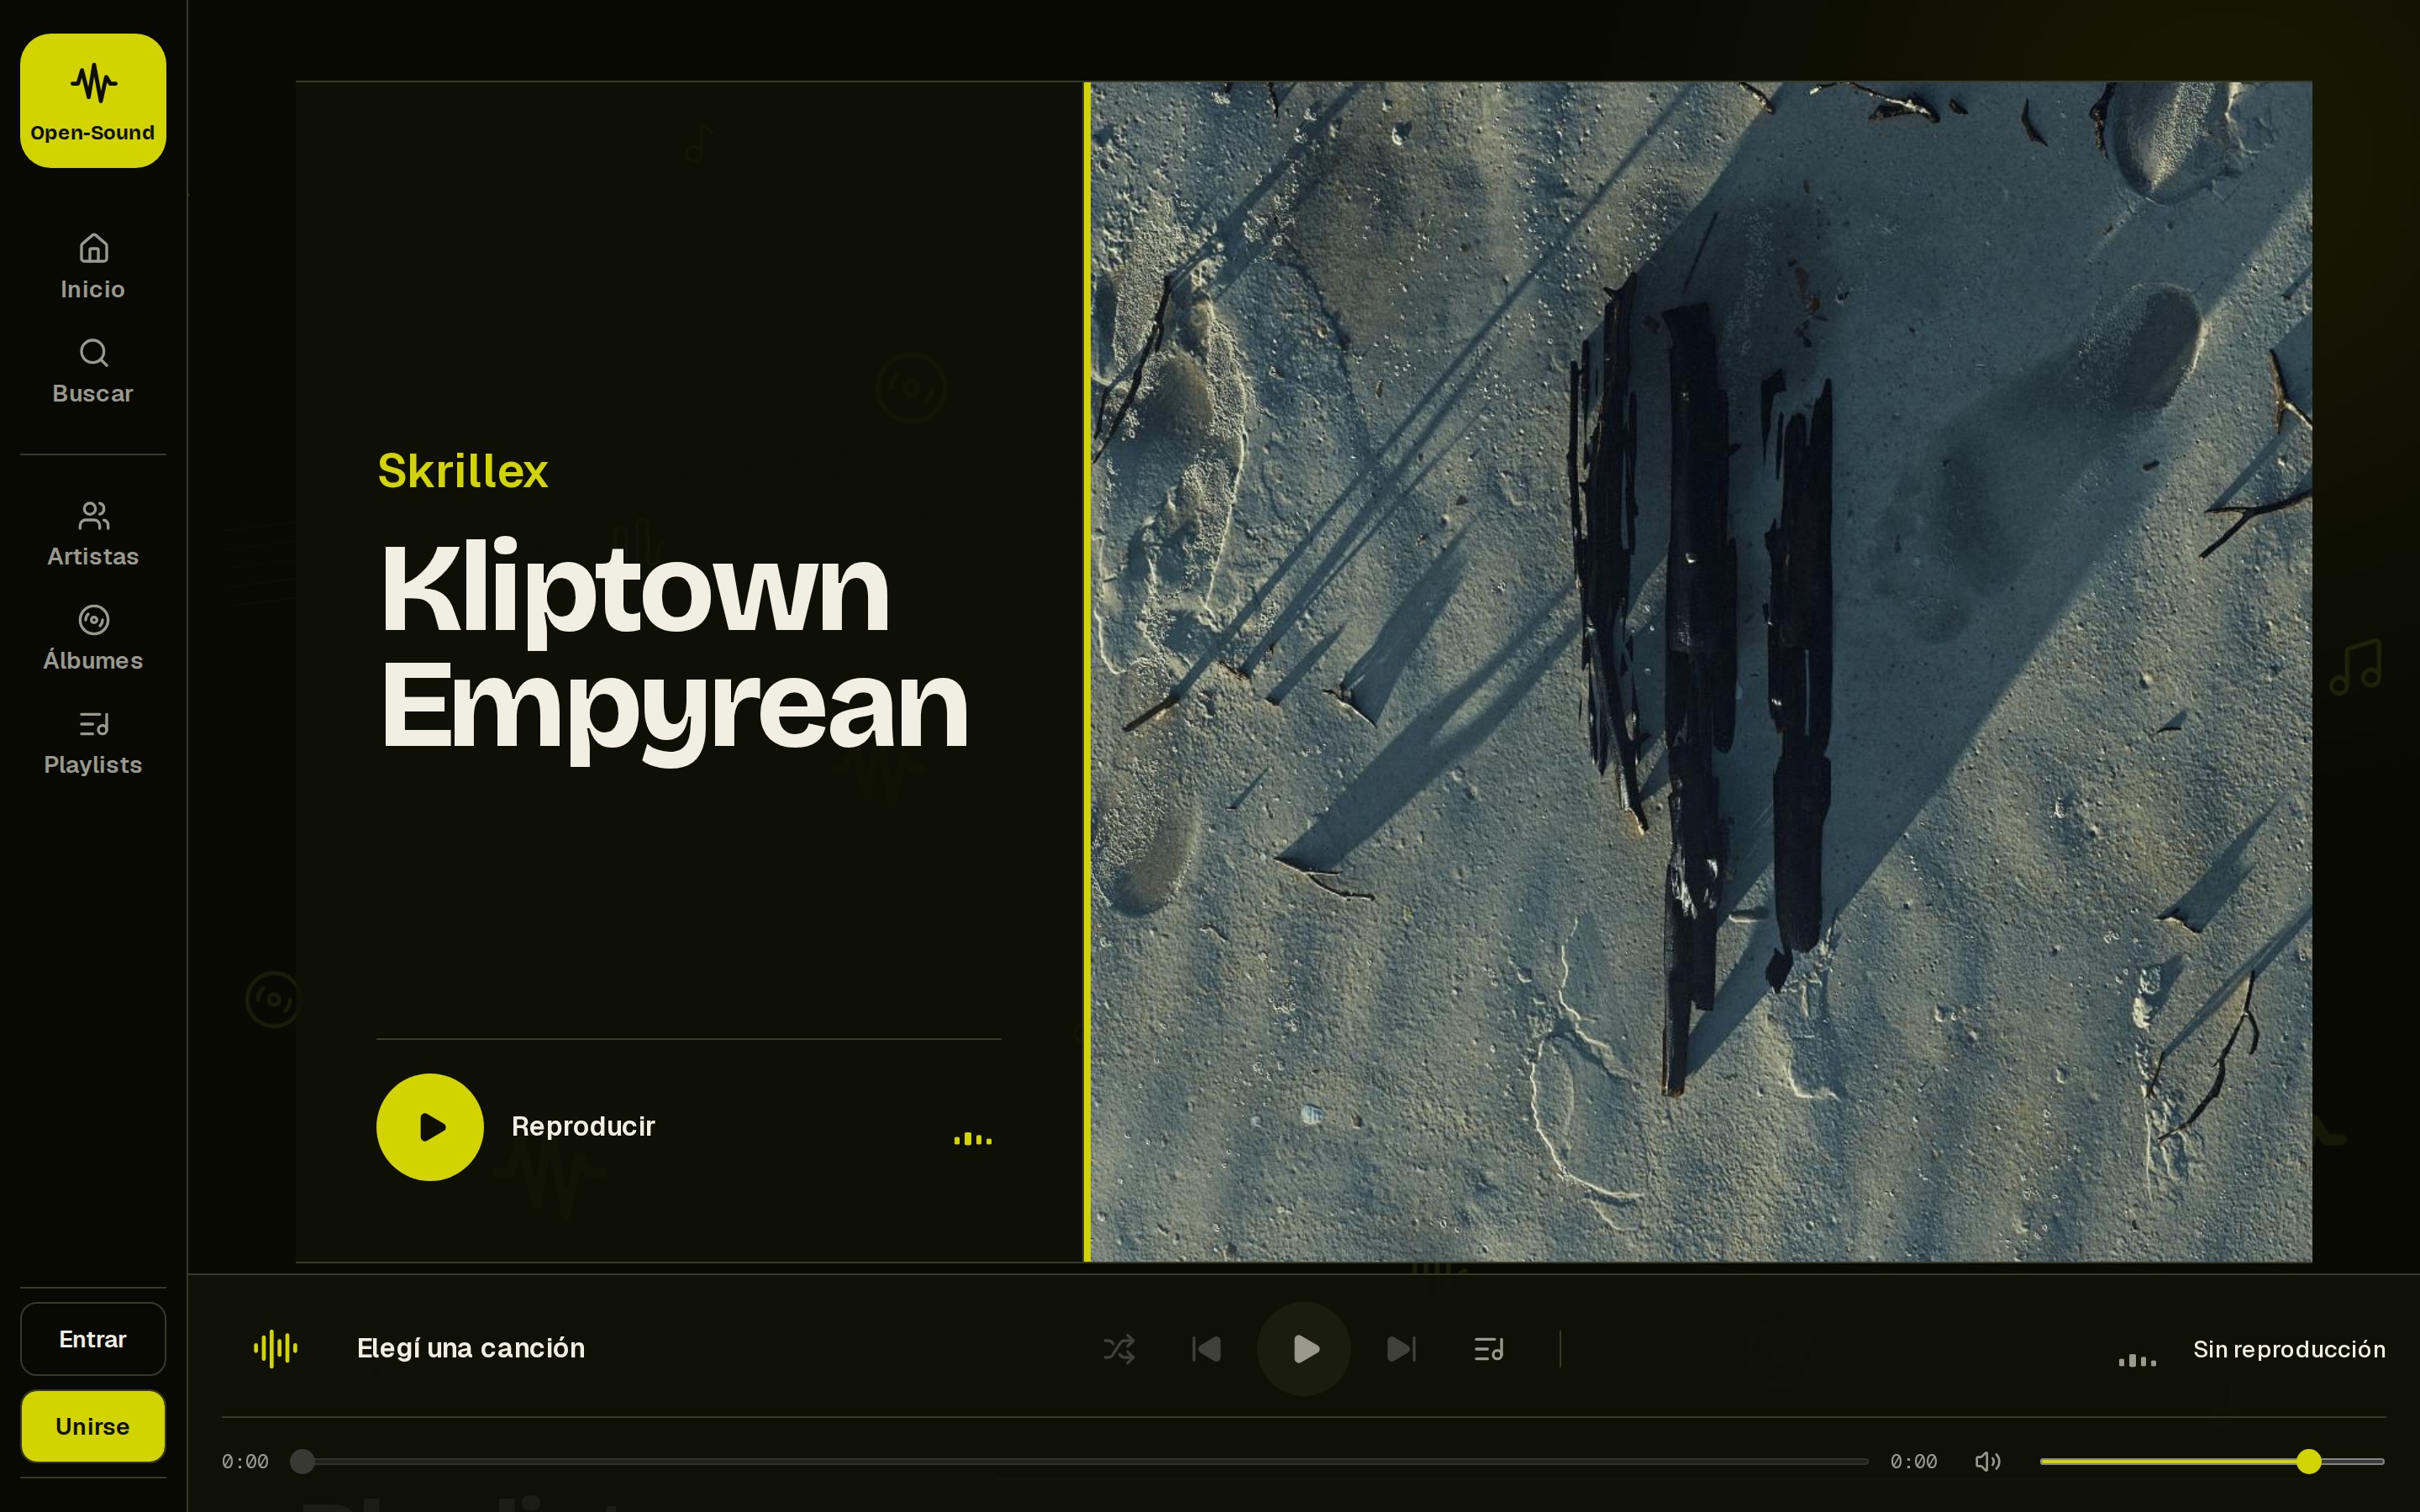 Open-Sound
Inicio
Buscar
Artistas
Álbumes
Playlists
Entrar
Unirse
Skrillex
Kliptown
Empyrean
Reproducir
Elegí una canción
Sin reproducción
0:00
0:00